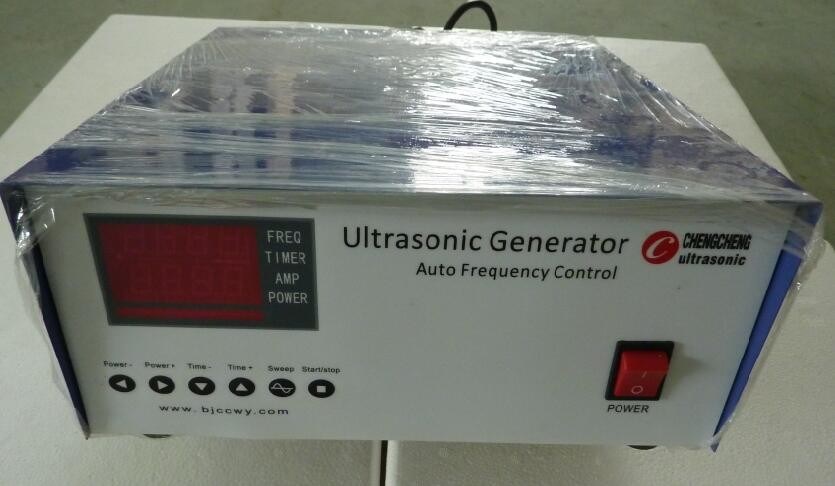 FREQ
TIMER
AMP
POWER
Ultrasonic Generator
Auto Frequency Control
C CHENGCHENG
ultrasonic
Power- Power+ Time- Time+ Sweep Start/stop
www.bjccwy.com
POWER